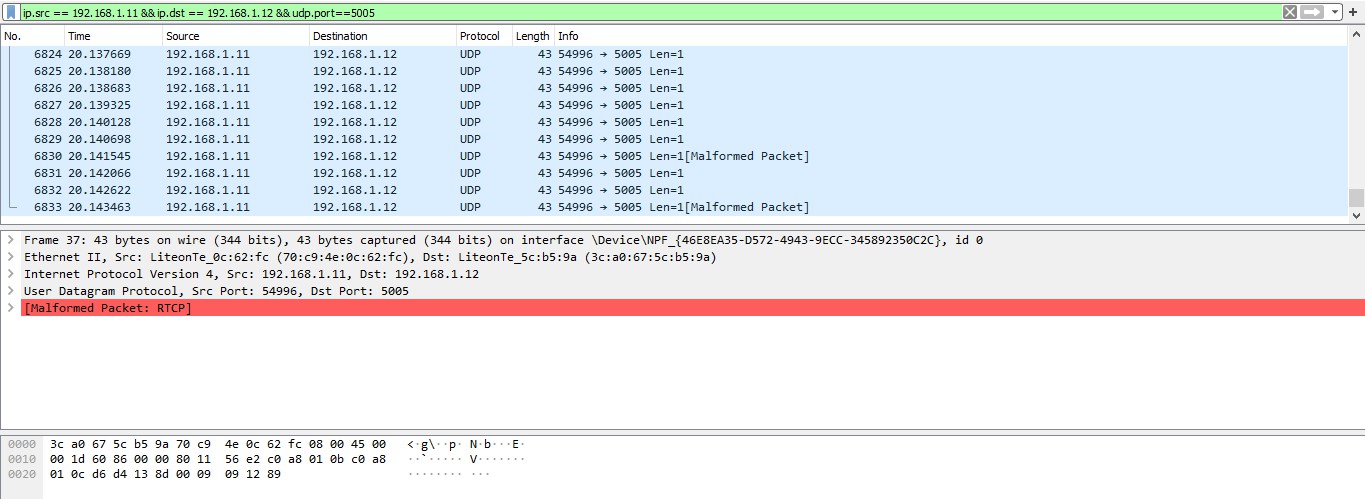 ip.src == 192.168.1.11 && ip.dst == 192.168.1.12 && udp.port==5005
No. Time Source Destination Protocol Length Info
6824 20.137669 192.168.1.11 192.168.1.12 UDP 43 54996 → 5005 Len=1
6825 20.138180 192.168.1.11 192.168.1.12 UDP 43 54996 → 5005 Len=1
6826 20.138683 192.168.1.11 192.168.1.12 UDP 43 54996 → 5005 Len=1
6827 20.139325 192.168.1.11 192.168.1.12 UDP 43 54996 → 5005 Len=1
6828 20.140128 192.168.1.11 192.168.1.12 UDP 43 54996 → 5005 Len=1
6829 20.140698 192.168.1.11 192.168.1.12 UDP 43 54996 → 5005 Len=1
6830 20.141545 192.168.1.11 192.168.1.12 UDP 43 54996 → 5005 Len=1[Malformed Packet]
6831 20.142066 192.168.1.11 192.168.1.12 UDP 43 54996 → 5005 Len=1
6832 20.142622 192.168.1.11 192.168.1.12 UDP 43 54996 → 5005 Len=1
6833 20.143463 192.168.1.11 192.168.1.12 UDP 43 54996 → 5005 Len=1[Malformed Packet]
Frame 37: 43 bytes on wire (344 bits), 43 bytes captured (344 bits) on interface \Device\NPF_{46E8EA35-D572-4943-9ECC-345892350C2C}, id 0
Ethernet II, Src: LiteonTe_0c:62:fc (70:c9:4e:0c:62:fc), Dst: LiteonTe_5c:b5:9a (3c:a0:67:5c:b5:9a)
Internet Protocol Version 4, Src: 192.168.1.11, Dst: 192.168.1.12
User Datagram Protocol, Src Port: 54996, Dst Port: 5005
[Malformed Packet: RTCP]
0000 3c a0 67 5c b5 9a 70 c9 4e 0c 62 fc 08 00 45 00 <·g\··p· N·b···E·
0010 00 1d 60 86 00 00 80 11 56 e2 c0 a8 01 0b c0 a8 ··`····· V·······
0020 01 0c d6 d4 13 8d 00 09 09 12 89 ········ ···